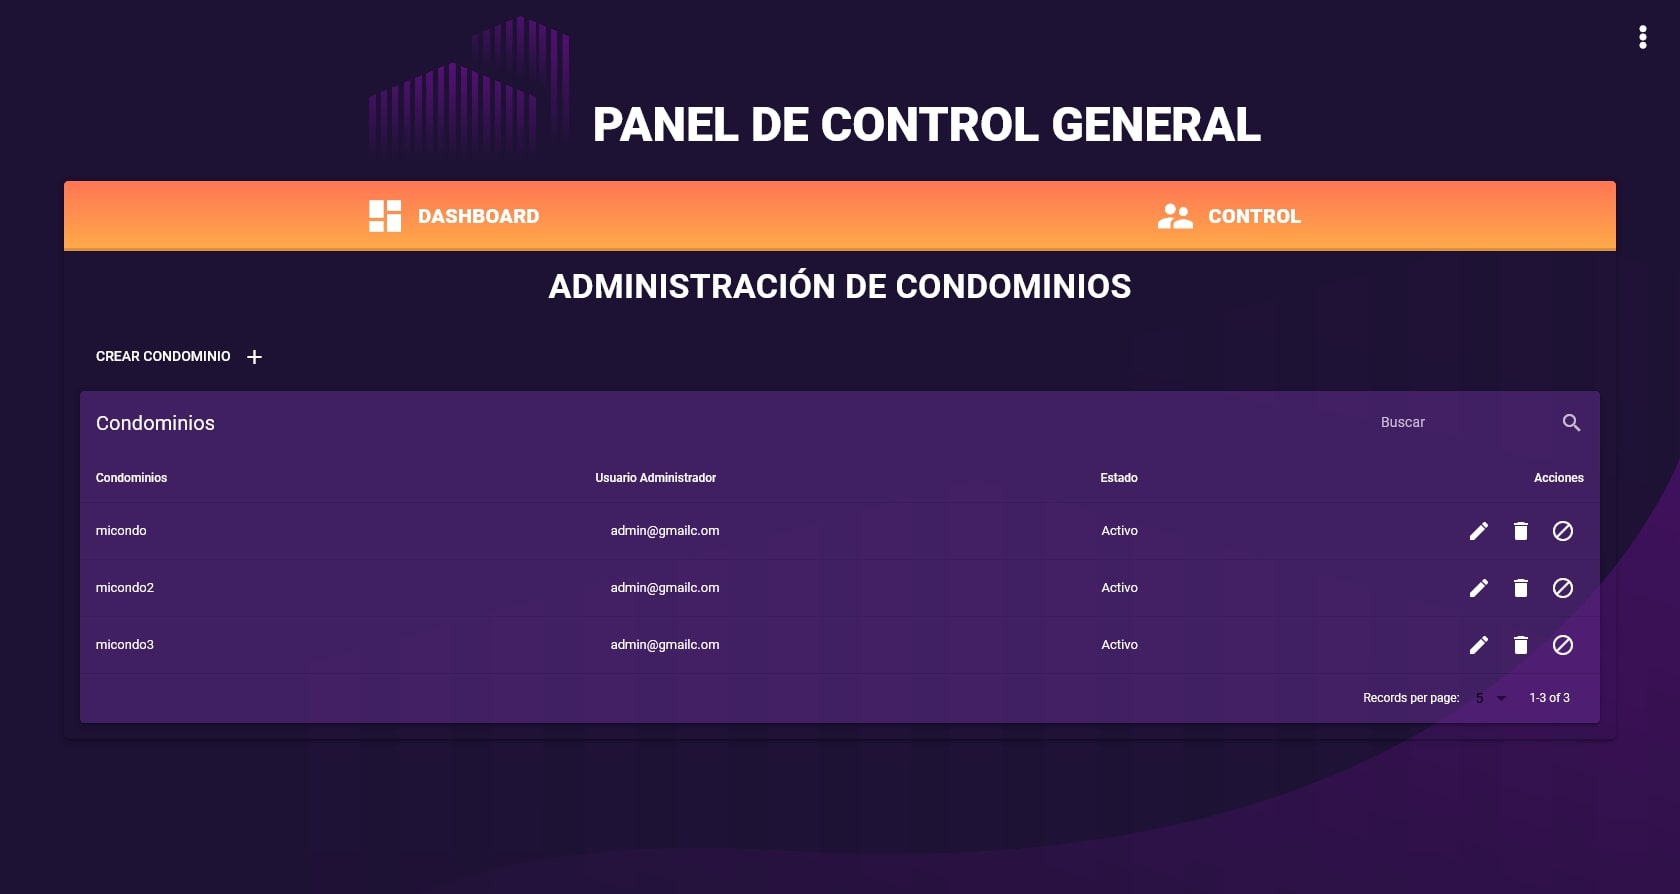 PANEL DE CONTROL GENERAL
DASHBOARD CONTROL
ADMINISTRACIÓN DE CONDOMINIOS
CREAR CONDOMINIO
Condominios Buscar
Condominios Usuario Administrador Estado Acciones
micondo admin@gmailc.om Activo
micondo2 admin@gmailc.om Activo
micondo3 admin@gmailc.om Activo
Records per page: 5 1-3 of 3